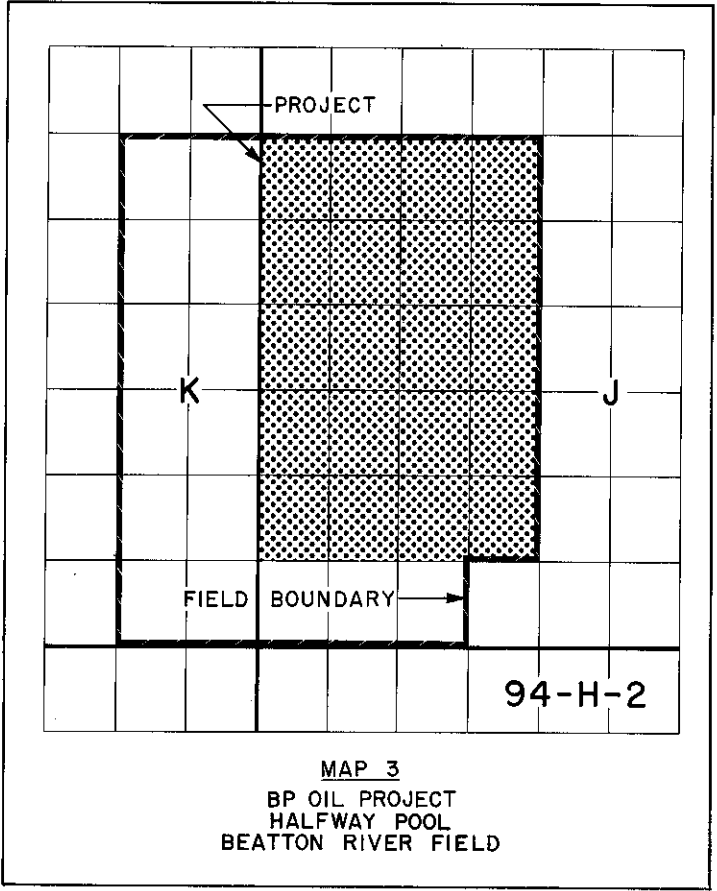 PROJECT
K
J
FIELD BOUNDARY
94-H-2
MAP 3
BP OIL PROJECT
HALFWAY POOL
BEATTON RIVER FIELD